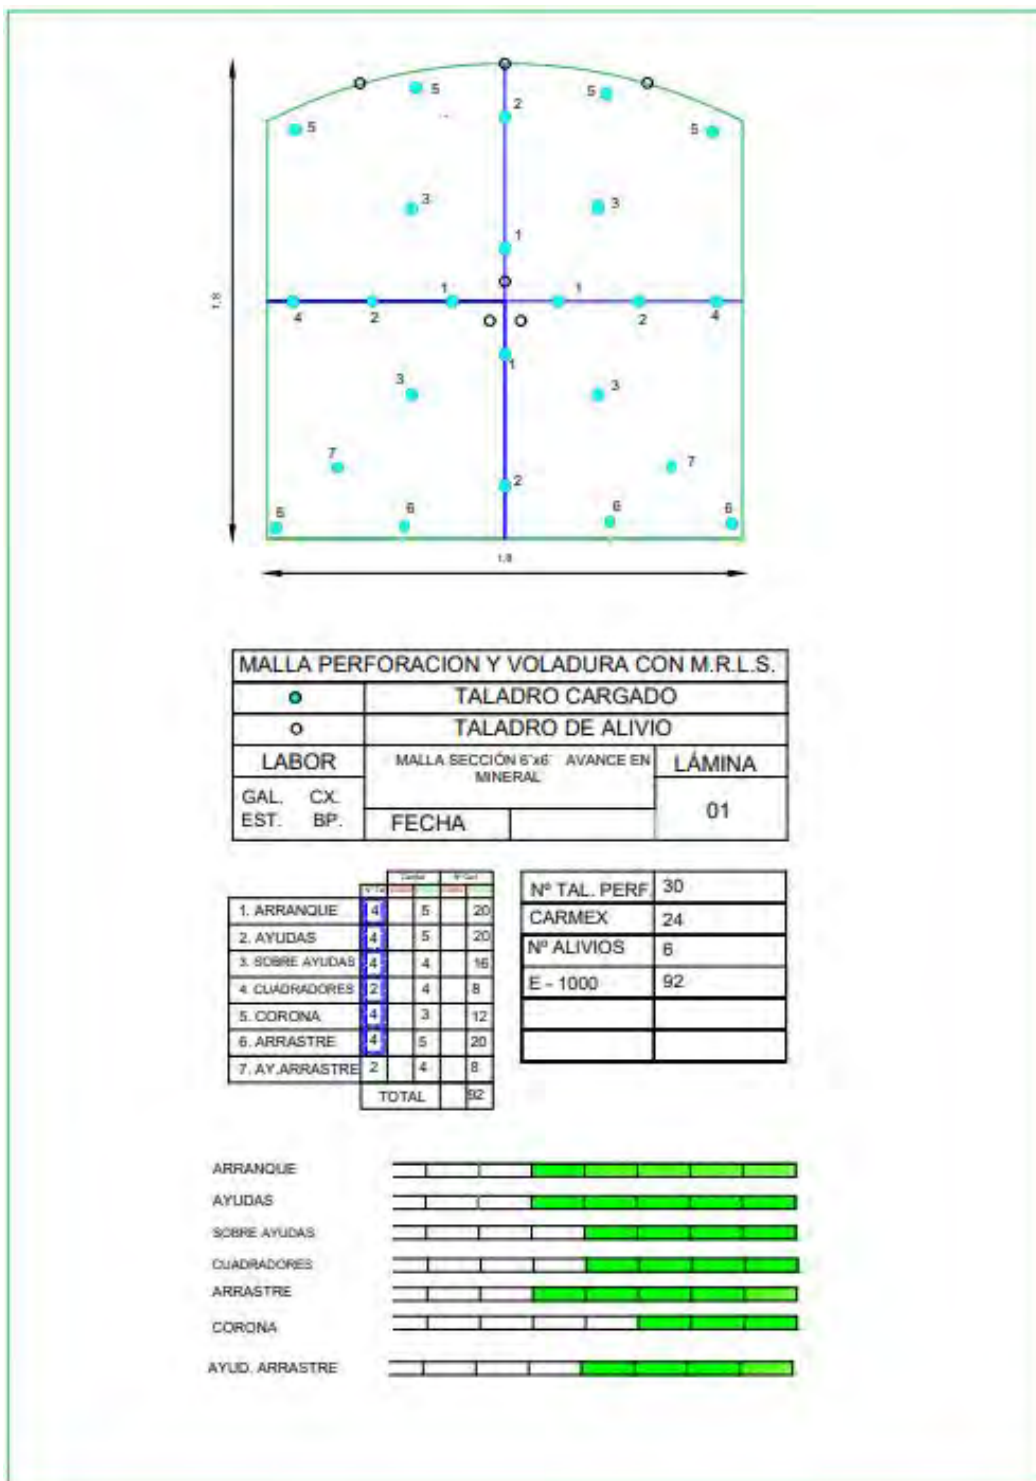 5 5
2
5 5
3 3
1
1.8
1 1
4 2 2 4
1
3 3
7 7
2
6 6 6
1.8
MALLA PERFORACION Y VOLADURA CON M.R.L.S.
TALADRO CARGADO
TALADRO DE ALIVIO
LABOR
MALLA SECCIÓN 6¨x6¨ AVANCE EN
MINERAL
LÁMINA
GAL. CX.
EST. BP.
FECHA
01
1. ARRANQUE 4 5 20
2. AYUDAS 4 5 20
3. SOBRE AYUDAS 4 4 16
4. CUADRADORES 2 4 8
5. CORONA 4 3 12
6. ARRASTRE 4 5 20
7. AY.ARRASTRE 2 4 8
TOTAL 92
Nº TAL. PERF 30
CARMEX 24
Nº ALIVIOS 6
E - 1000 92
ARRANQUE
AYUDAS
SOBRE AYUDAS
CUADRADORES
ARRASTRE
CORONA
AYUD. ARRASTRE